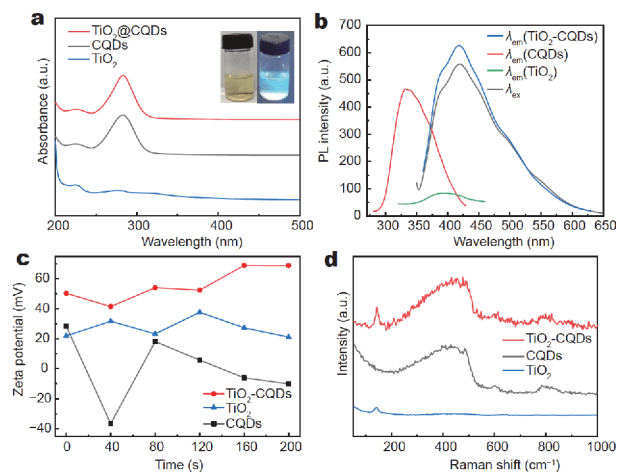 a
TiO₂@CQDs
CQDs
TiO₂
Absorbance (a.u.)
200 300 400 500
Wavelength (nm)
b
λem(TiO₂-CQDs)
λem(CQDs)
λem(TiO₂)
λex
PL intensity (a.u.)
700
600
500
400
300
200
100
0
300 350 400 450 500 550 600 650
Wavelength (nm)
c
Zeta potential (mV)
60
40
20
0
−20
−40
TiO₂-CQDs
TiO₂
CQDs
0 40 80 120 160 200
Time (s)
d
Intensity (a.u.)
TiO₂-CQDs
CQDs
TiO₂
200 400 600 800 1000
Raman shift (cm⁻¹)